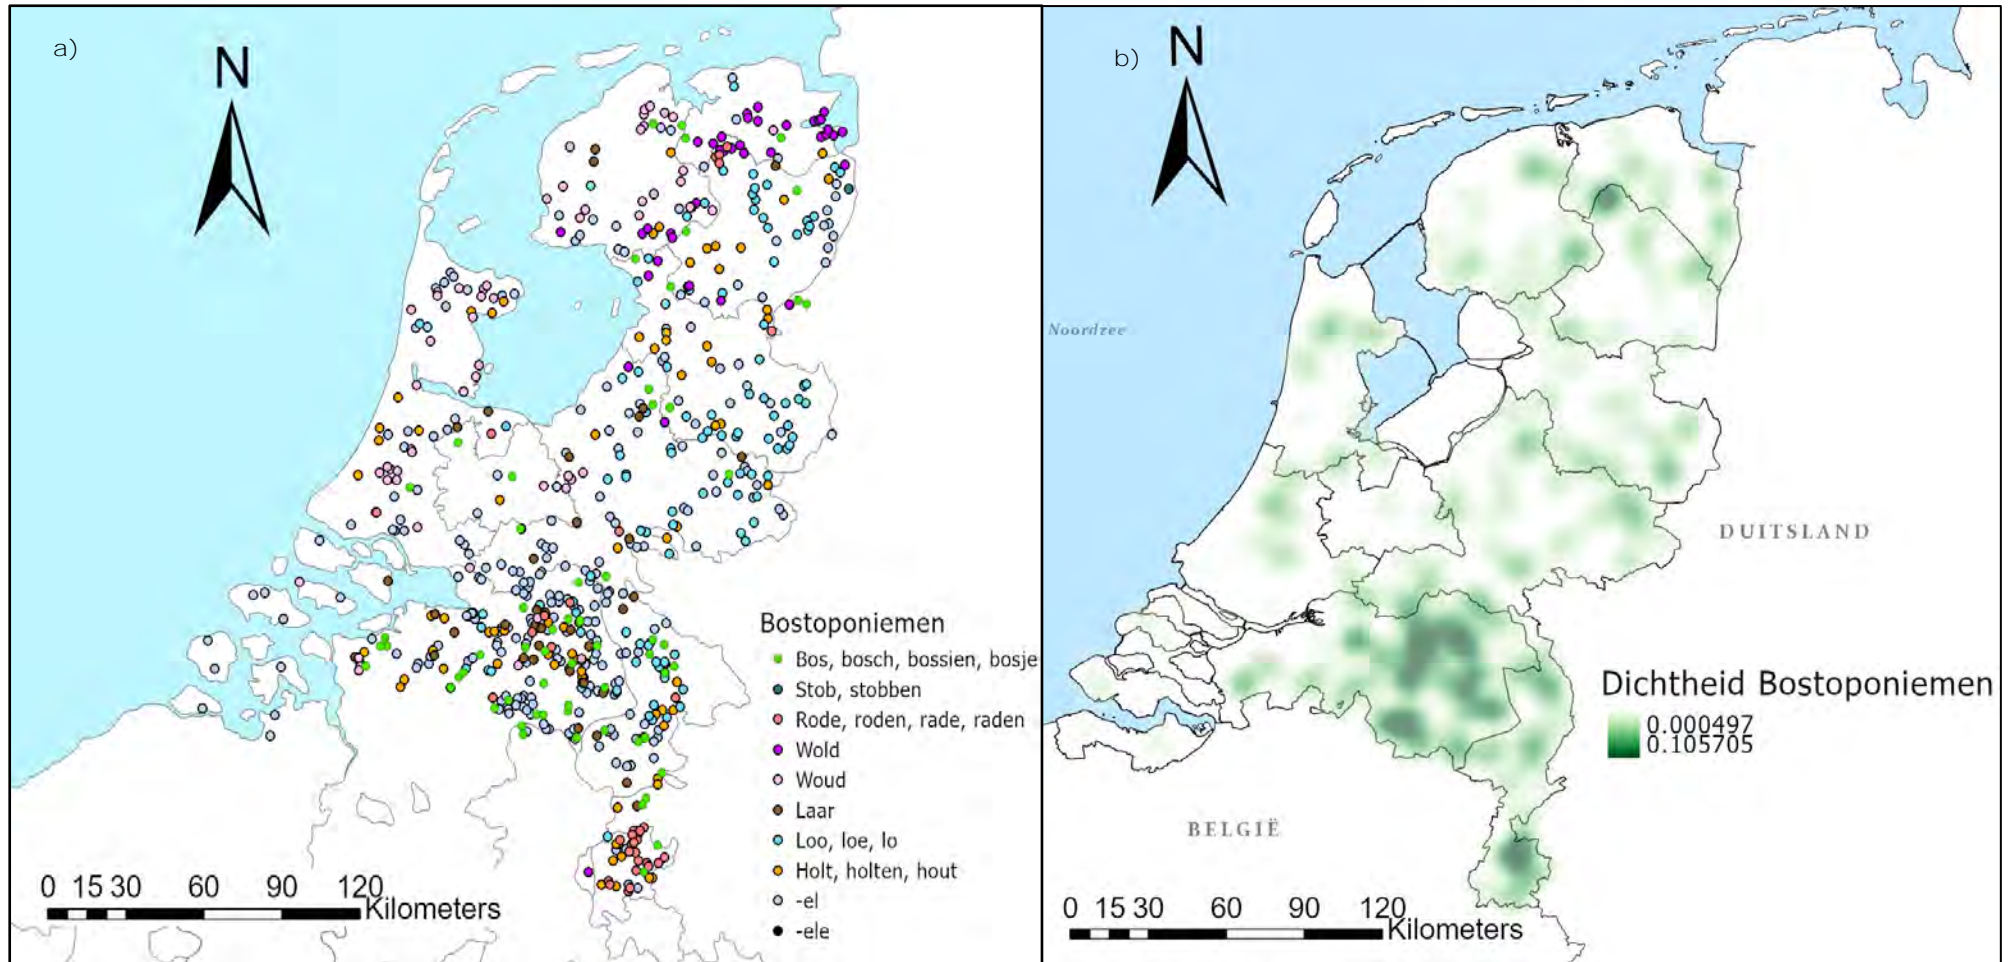 a)
N
Bostoponiemen
Bos, bosch, bossien, bosje
Stob, stobben
Rode, roden, rade, raden
Wold
Woud
Laar
Loo, loe, lo
Holt, holten, hout
-el
-ele
0 15 30 60 90 120
Kilometers
b)
N
Noordzee
DUITSLAND
BELGIË
Dichtheid Bostoponiemen
0.000497
0.105705
0 15 30 60 90 120
Kilometers